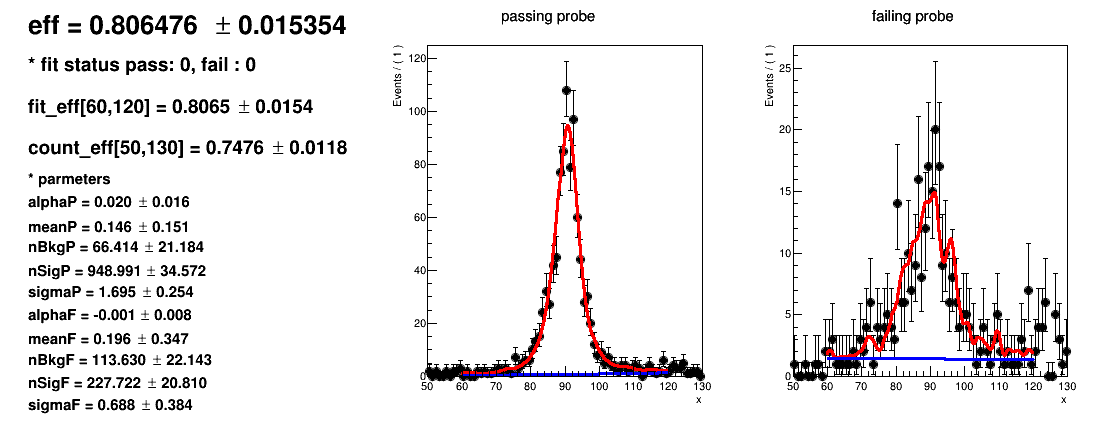 eff = 0.806476 ± 0.015354
* fit status pass: 0, fail : 0
fit_eff[60,120] = 0.8065 ± 0.0154
count_eff[50,130] = 0.7476 ± 0.0118
* parmeters
alphaP = 0.020 ± 0.016
meanP = 0.146 ± 0.151
nBkgP = 66.414 ± 21.184
nSigP = 948.991 ± 34.572
sigmaP = 1.695 ± 0.254
alphaF = -0.001 ± 0.008
meanF = 0.196 ± 0.347
nBkgF = 113.630 ± 22.143
nSigF = 227.722 ± 20.810
sigmaF = 0.688 ± 0.384
passing probe
Events / ( 1 )
120
100
80
60
40
20
0
50 60 70 80 90 100 110 120 130
x
failing probe
Events / ( 1 )
25
20
15
10
5
0
50 60 70 80 90 100 110 120 130
x